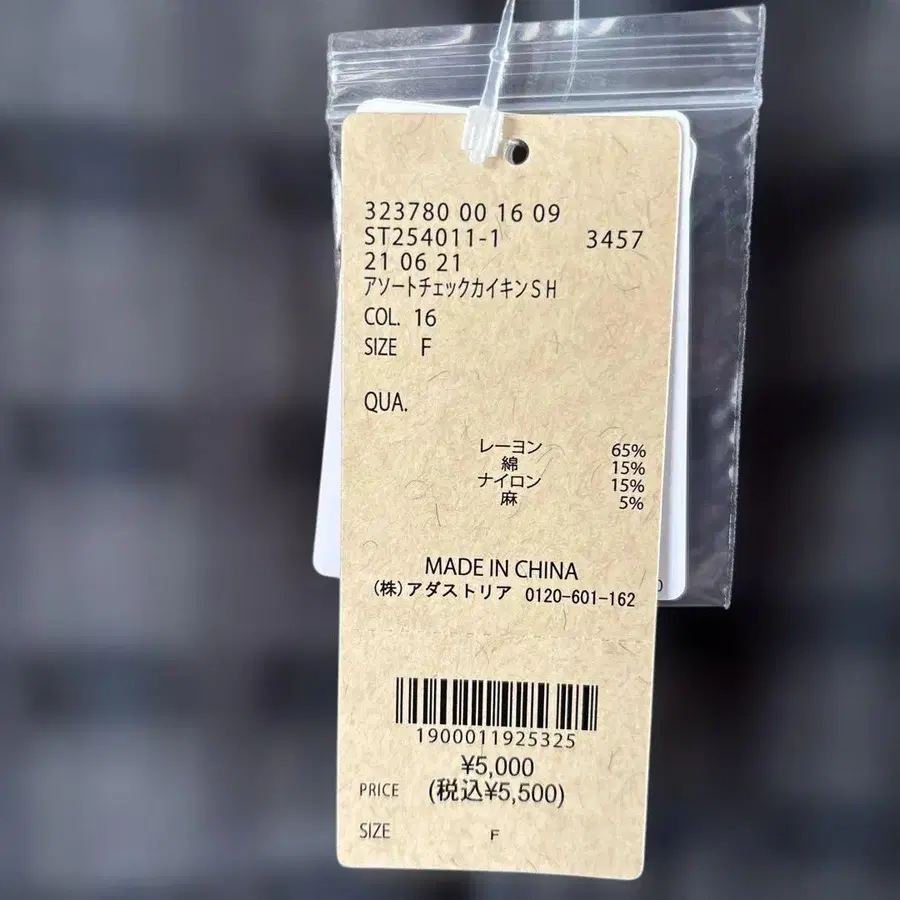 323780 00 16 09
ST254011-1 3457
21 06 21
アソートチェックカイキンSH
COL. 16
SIZE F
QUA.
レーヨン 65%
綿 15%
ナイロン 15%
麻 5%
MADE IN CHINA
(株)アダストリア 0120-601-162
1900011925325
¥5,000
PRICE (税込¥5,500)
SIZE F